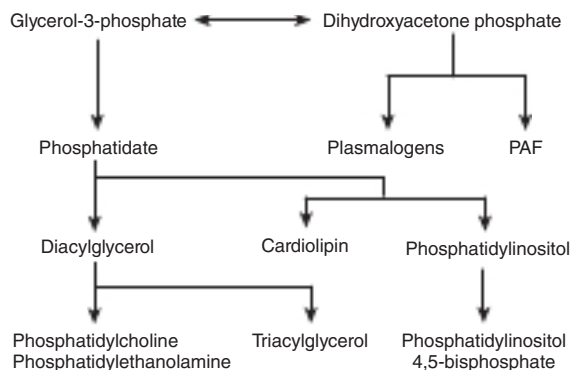 Glycerol-3-phosphate
Dihydroxyacetone phosphate
Phosphatidate
Plasmalogens
PAF
Diacylglycerol
Cardiolipin
Phosphatidylinositol
Phosphatidylcholine
Phosphatidylethanolamine
Triacylglycerol
Phosphatidylinositol
4,5-bisphosphate